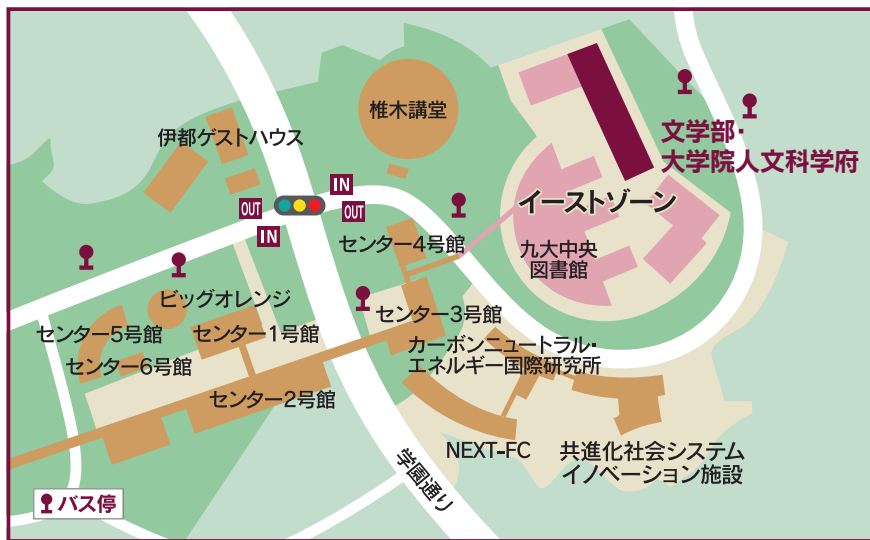 椎木講堂
伊都ゲストハウス
文学部・
大学院人文科学府
IN
OUT
OUT
IN
イーストゾーン
センター4号館
九大中央
図書館
ビッグオレンジ
センター3号館
センター5号館
センター1号館
カーボンニュートラル・
エネルギー国際研究所
センター6号館
センター2号館
NEXT-FC
共進化社会システム
イノベーション施設
学園通り
バス停